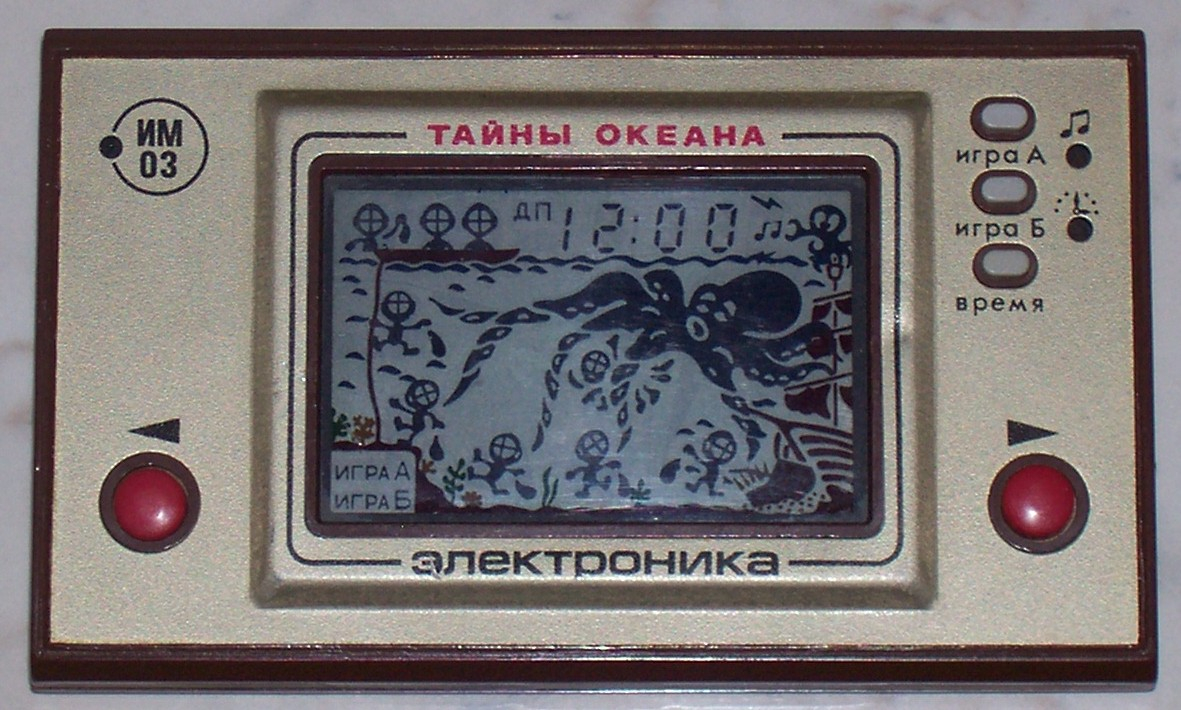 ИМ
03
ТАЙНЫ ОКЕАНА
игра А
игра Б
время
ДП 12:00
ИГРА А
ИГРА Б
электроника